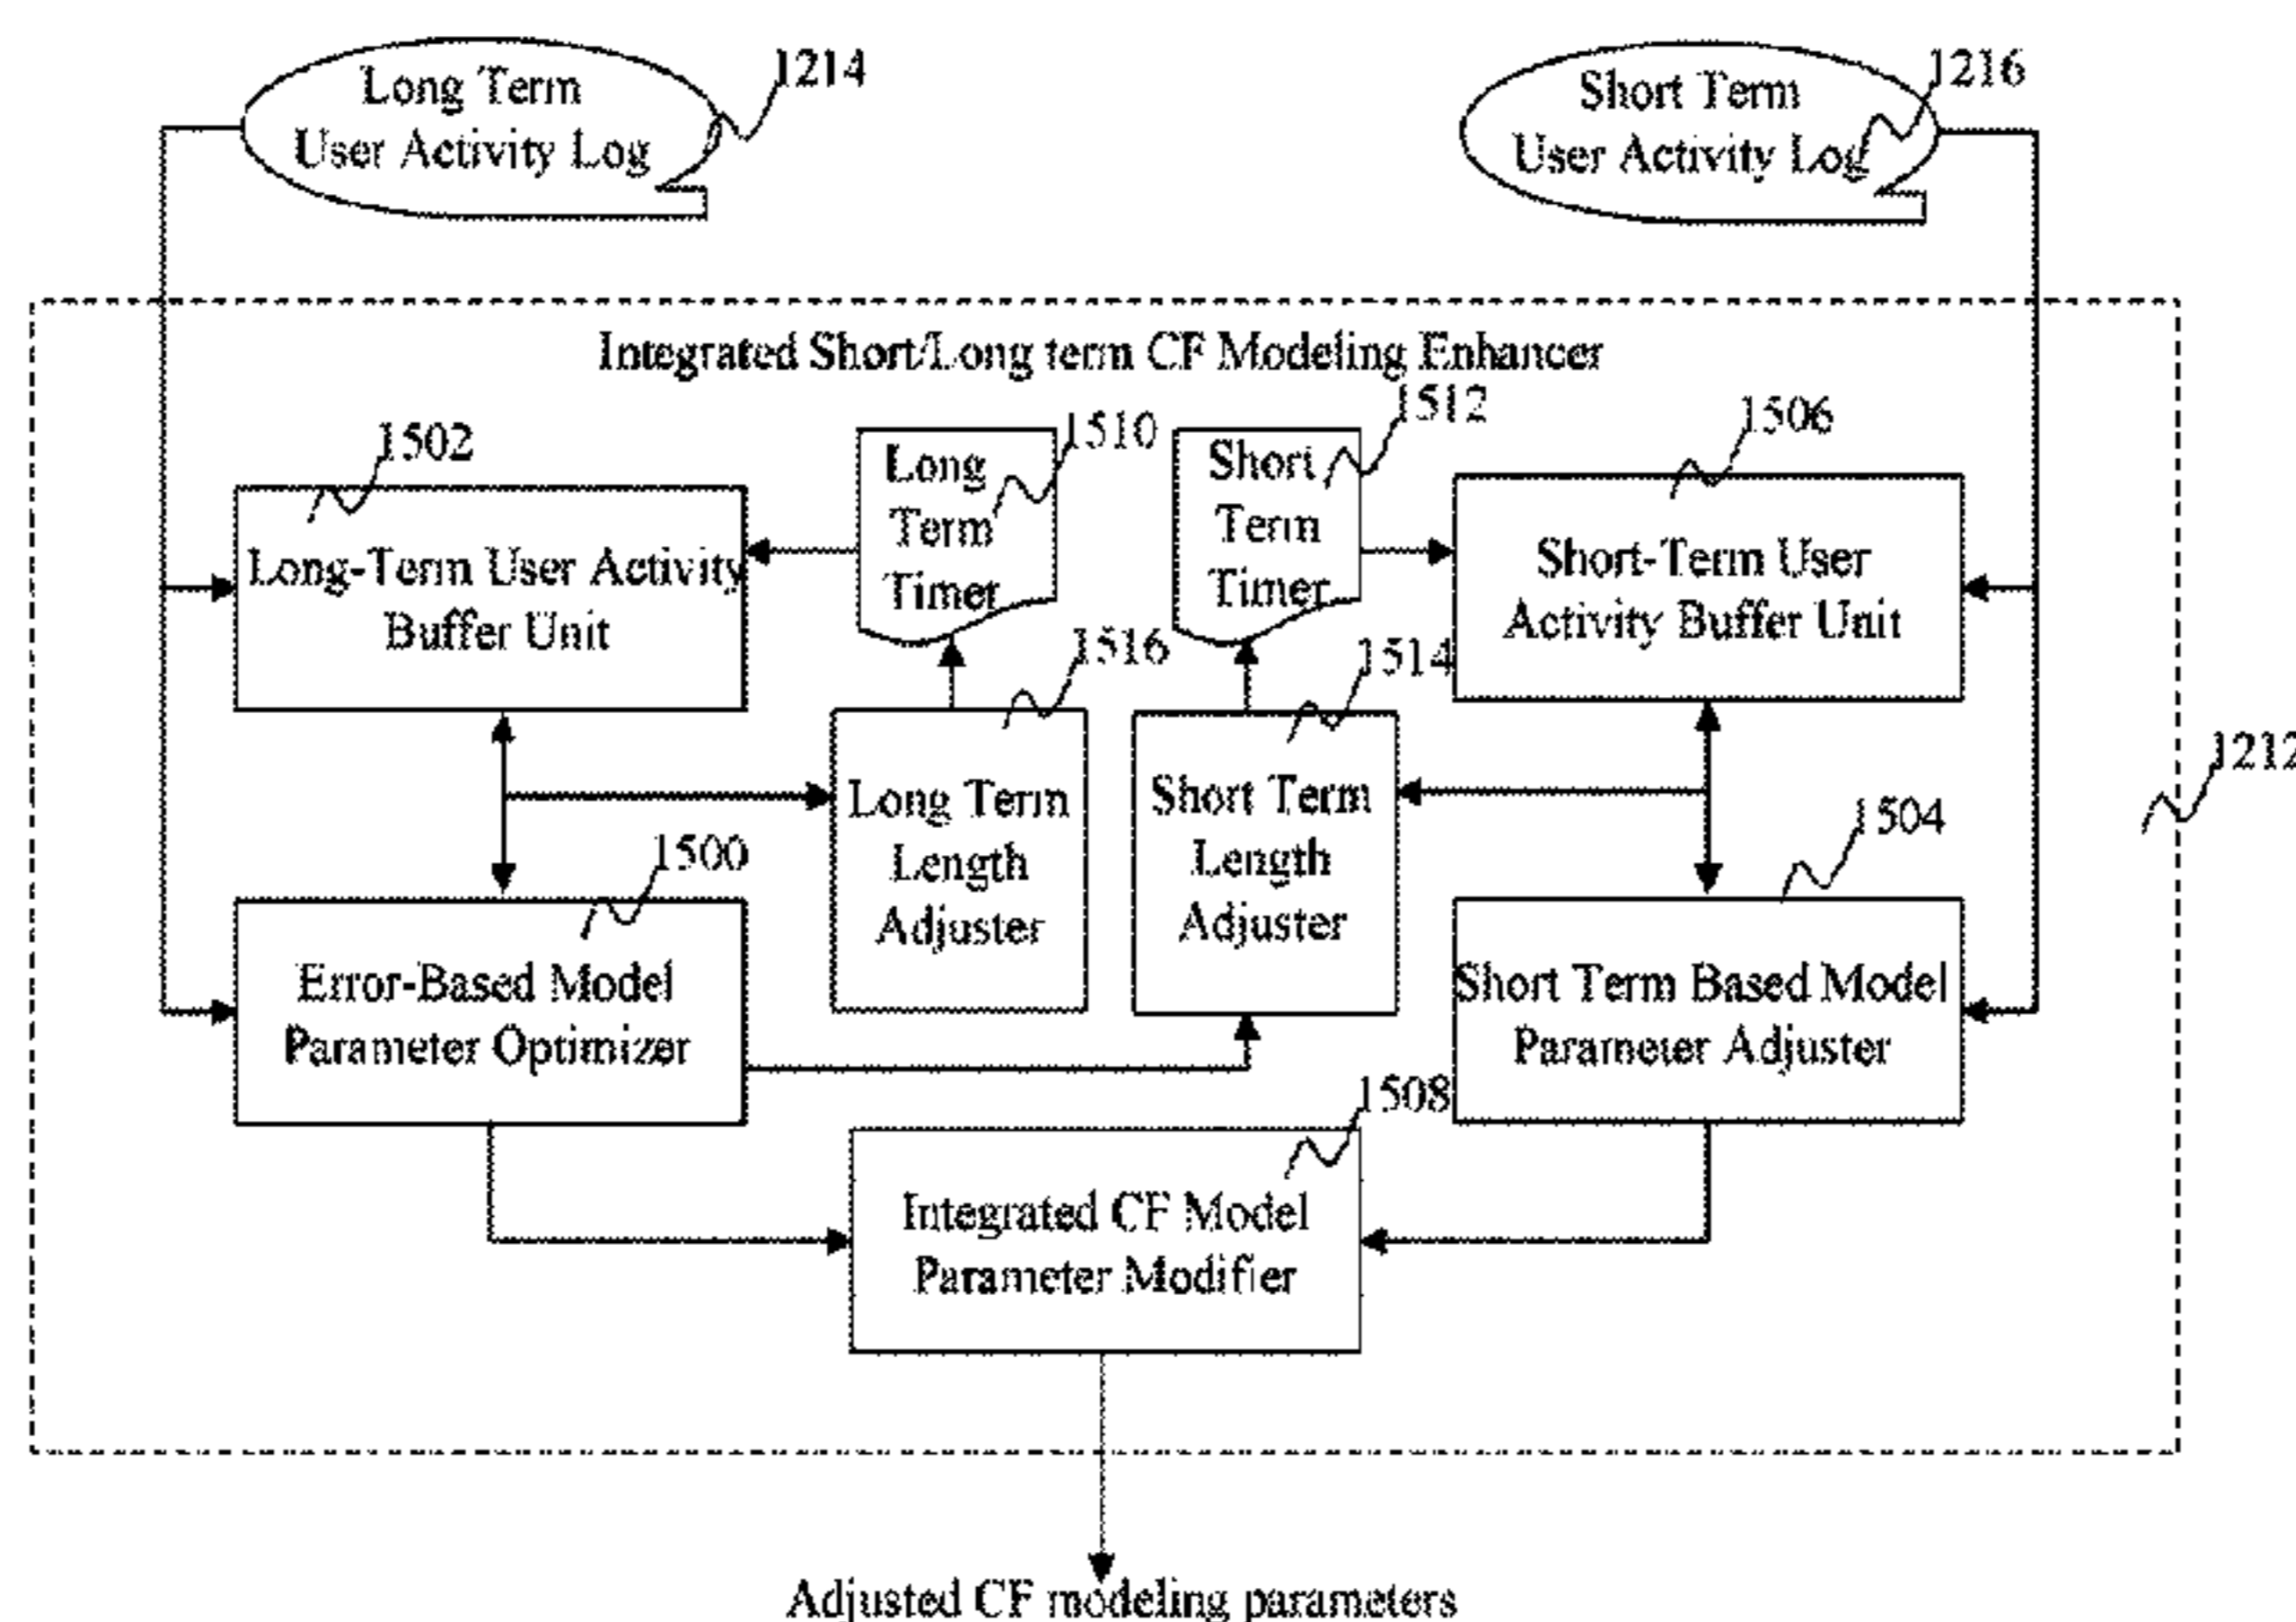 Long Term
User Activity Log
1214
Short Term
User Activity Log
1216
Integrated Short/Long term CF Modeling Enhancer
1502
1510
1512
1506
Long-Term User Activity
Buffer Unit
Long
Term
Timer
Short
Term
Timer
Short-Term User
Activity Buffer Unit
1516
1514
1212
Long Term
Length
Adjuster
Short Term
Length
Adjuster
1500
1504
Error-Based Model
Parameter Optimizer
Short Term Based Model
Parameter Adjuster
1508
Integrated CF Model
Parameter Modifier
Adjusted CF modeling parameters